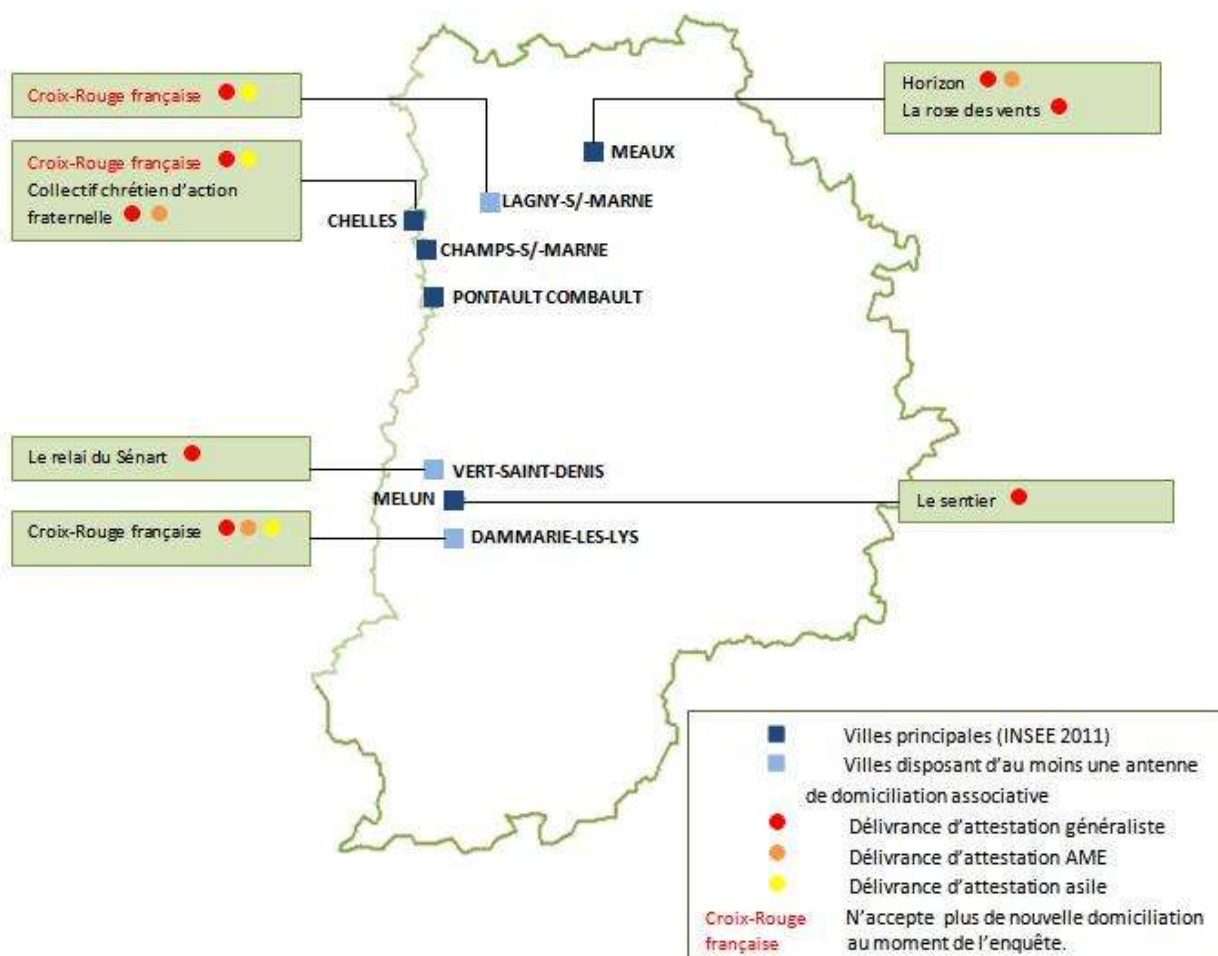 Croix-Rouge française
Croix-Rouge française
Collectif chrétien d'action
fraternelle
Horizon
La rose des vents
MEAUX
LAGNY-S/-MARNE
CHELLES
CHAMPS-S/-MARNE
PONTAULT COMBAULT
Le relai du Sénart
VERT-SAINT-DENIS
MELUN
Le sentier
Croix-Rouge française
DAMMARIE-LES-LYS
Villes principales (INSEE 2011)
Villes disposant d'au moins une antenne
de domiciliation associative
Délivrance d'attestation généraliste
Délivrance d'attestation AME
Délivrance d'attestation asile
Croix-Rouge N'accepte plus de nouvelle domiciliation
française au moment de l'enquête.